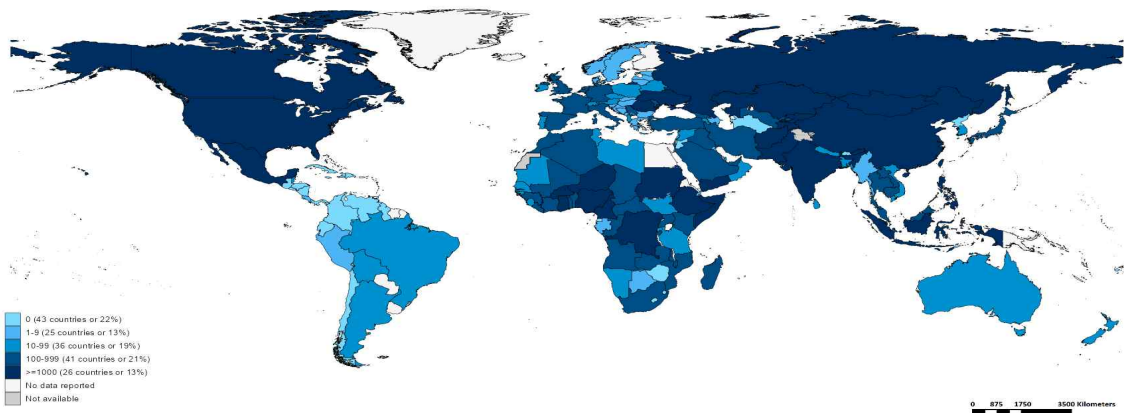 0 (43 countries or 22%)
1-9 (25 countries or 13%)
10-99 (36 countries or 19%)
100-999 (41 countries or 21%)
>=1000 (26 countries or 13%)
No data reported
Not available
0 875 1750 3500 Kilometers